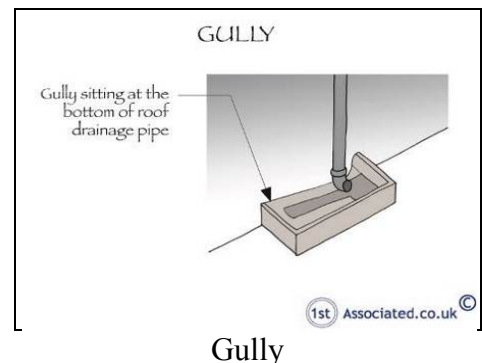 GULLY
Gully sitting at the
bottom of roof
drainage pipe
1st Associated.co.uk ©
Gully